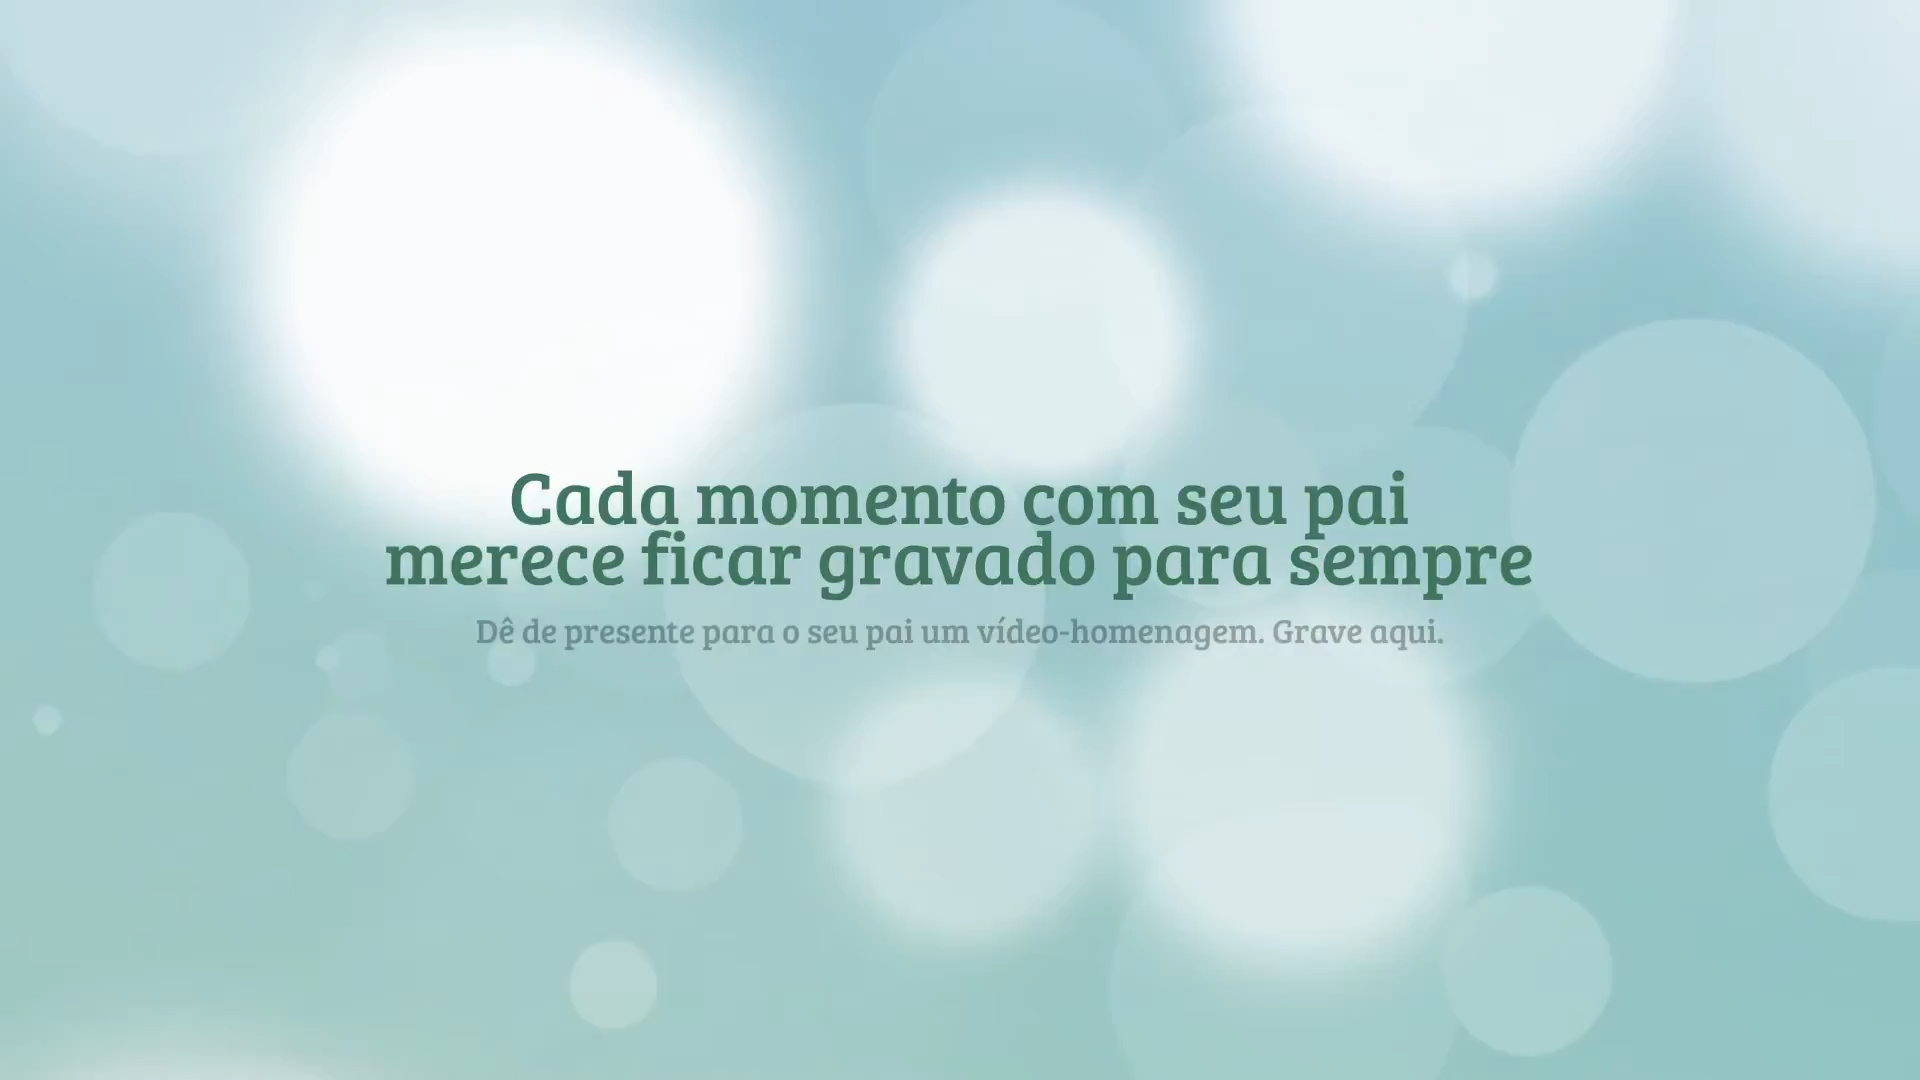 Cada momento com seu pai
merece ficar gravado para sempre
Dê de presente para o seu pai um vídeo-homenagem. Grave aqui.